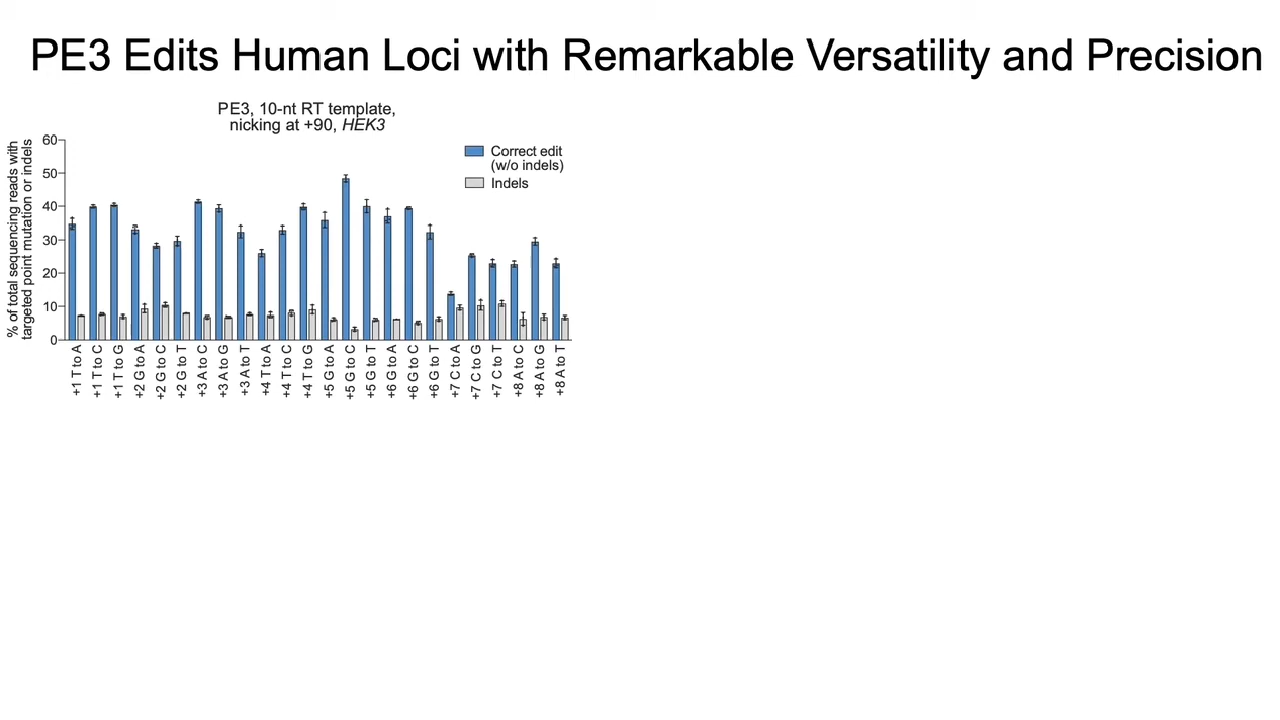 PE3 Edits Human Loci with Remarkable Versatility and Precision
PE3, 10-nt RT template,
nicking at +90, HEK3
% of total sequencing reads with
targeted point mutation or indels
60
50
40
30
20
10
0
Correct edit
(w/o indels)
Indels
+1 T to A
+1 T to C
+1 T to G
+2 G to A
+2 G to C
+2 G to T
+3 A to C
+3 A to G
+3 A to T
+4 T to A
+4 T to C
+4 T to G
+5 G to A
+5 G to C
+5 G to T
+6 G to A
+6 G to C
+6 G to T
+7 C to A
+7 C to G
+7 C to T
+8 A to C
+8 A to G
+8 A to T